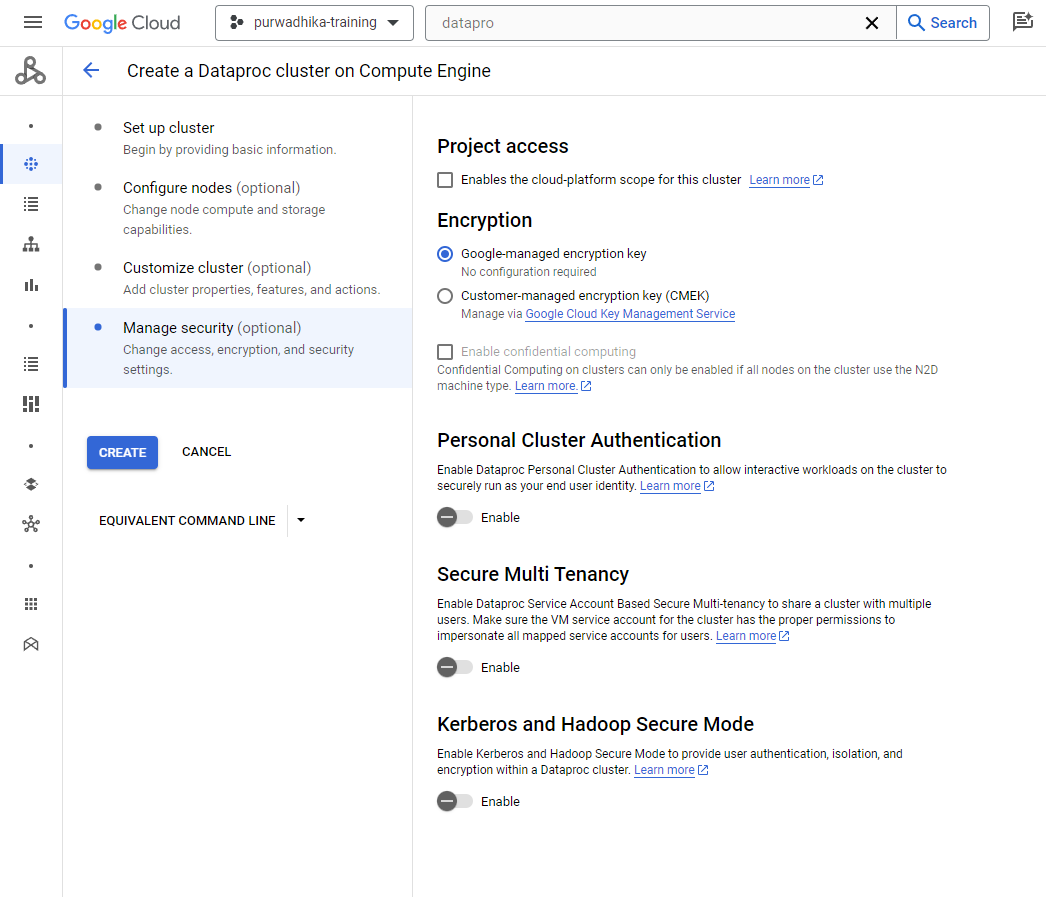 Google Cloud
purwadhika-training
datapro
Search
Create a Dataproc cluster on Compute Engine
Set up cluster
Begin by providing basic information.
Configure nodes (optional)
Change node compute and storage
capabilities.
Customize cluster (optional)
Add cluster properties, features, and actions.
Manage security (optional)
Change access, encryption, and security
settings.
CREATE
CANCEL
EQUIVALENT COMMAND LINE
Project access
Enables the cloud-platform scope for this cluster Learn more
Encryption
Google-managed encryption key
No configuration required
Customer-managed encryption key (CMEK)
Manage via Google Cloud Key Management Service
Enable confidential computing
Confidential Computing on clusters can only be enabled if all nodes on the cluster use the N2D
machine type. Learn more.
Personal Cluster Authentication
Enable Dataproc Personal Cluster Authentication to allow interactive workloads on the cluster to
securely run as your end user identity. Learn more
Enable
Secure Multi Tenancy
Enable Dataproc Service Account Based Secure Multi-tenancy to share a cluster with multiple
users. Make sure the VM service account for the cluster has the proper permissions to
impersonate all mapped service accounts for users. Learn more
Enable
Kerberos and Hadoop Secure Mode
Enable Kerberos and Hadoop Secure Mode to provide user authentication, isolation, and
encryption within a Dataproc cluster. Learn more
Enable